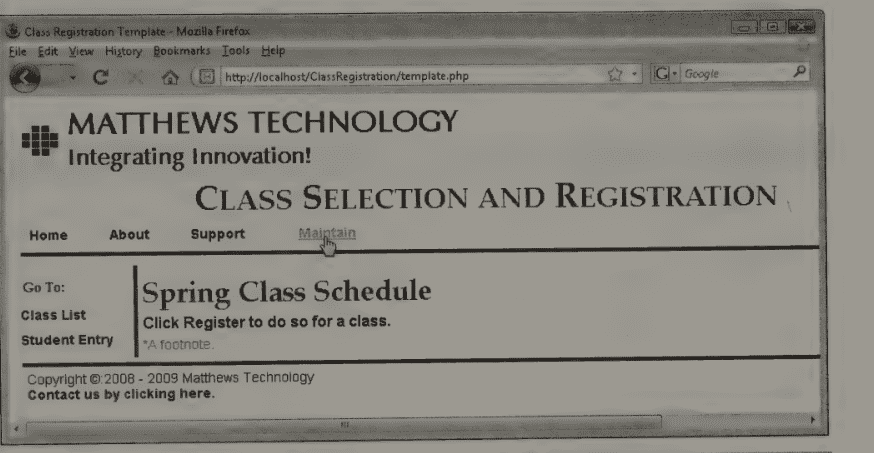 Class Registration Template - Mozilla Firefox
File Edit View History Bookmarks Tools Help
http://localhost/ClassRegistration/template.php G Google
MATTHEWS TECHNOLOGY
Integrating Innovation!
CLASS SELECTION AND REGISTRATION
Home About Support Maintain
Go To:
Class List
Student Entry
Spring Class Schedule
Click Register to do so for a class.
*A footnote.
Copyright © 2008 - 2009 Matthews Technology
Contact us by clicking here.